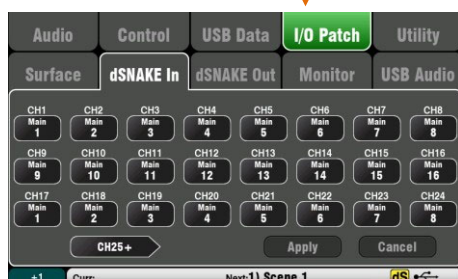 Audio Control USB Data I/O Patch Utility
Surface dSNAKE In dSNAKE Out Monitor USB Audio
CH1 CH2 CH3 CH4 CH5 CH6 CH7 CH8
Main Main Main Main Main Main Main Main
1 2 3 4 5 6 7 8
CH9 CH10 CH11 CH12 CH13 CH14 CH15 CH16
Main Main Main Main Main Main Main Main
9 10 11 12 13 14 15 16
CH17 CH18 CH19 CH20 CH21 CH22 CH23 CH24
Main Main Main Main Main Main Main Main
1 2 3 4 5 6 7 8
CH25+ Apply Cancel
+1 Curr: Next:1) Scene 1 dS